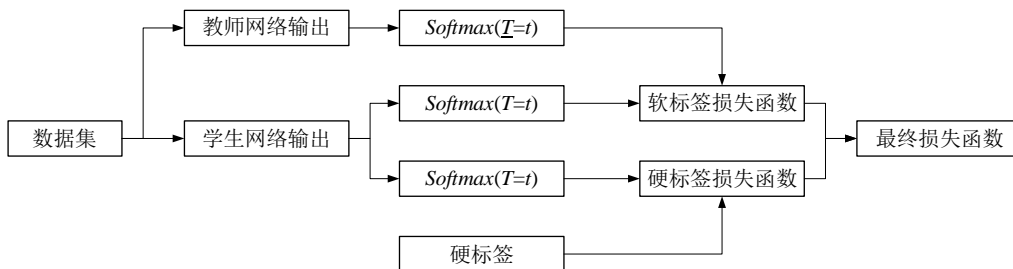 教师网络输出
Softmax(T=t)
数据集
学生网络输出
Softmax(T=t)
软标签损失函数
最终损失函数
Softmax(T=t)
硬标签损失函数
硬标签